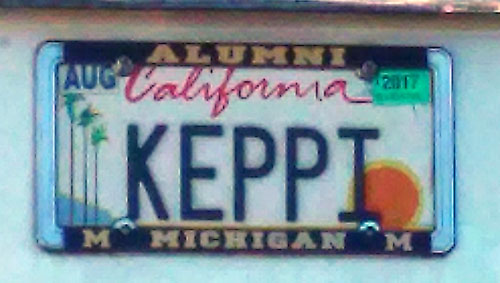 ALUMNI
AUG California 2017
KEPPI
M MICHIGAN M